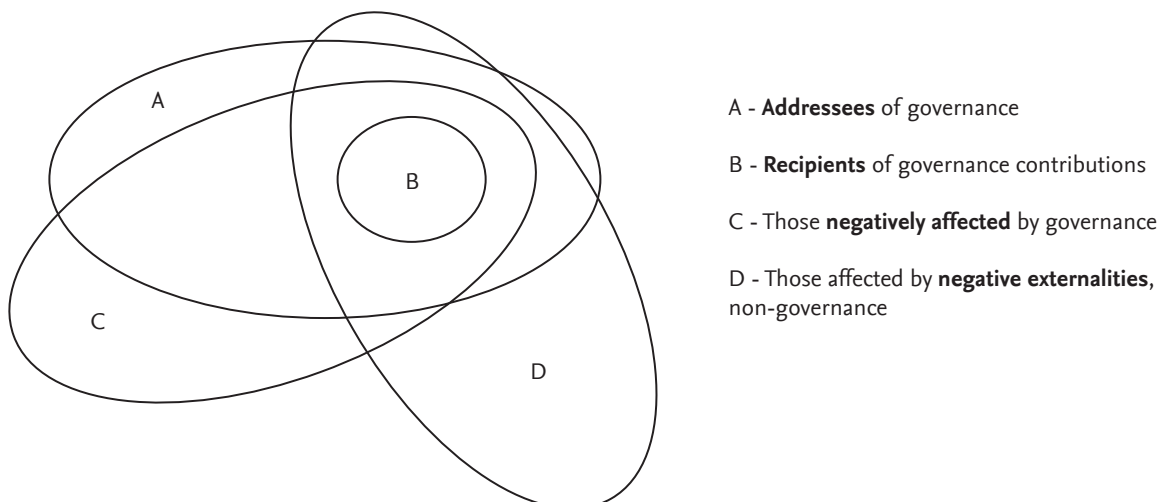 A
B
C
D
A - Addressees of governance
B - Recipients of governance contributions
C - Those negatively affected by governance
D - Those affected by negative externalities,
non-governance